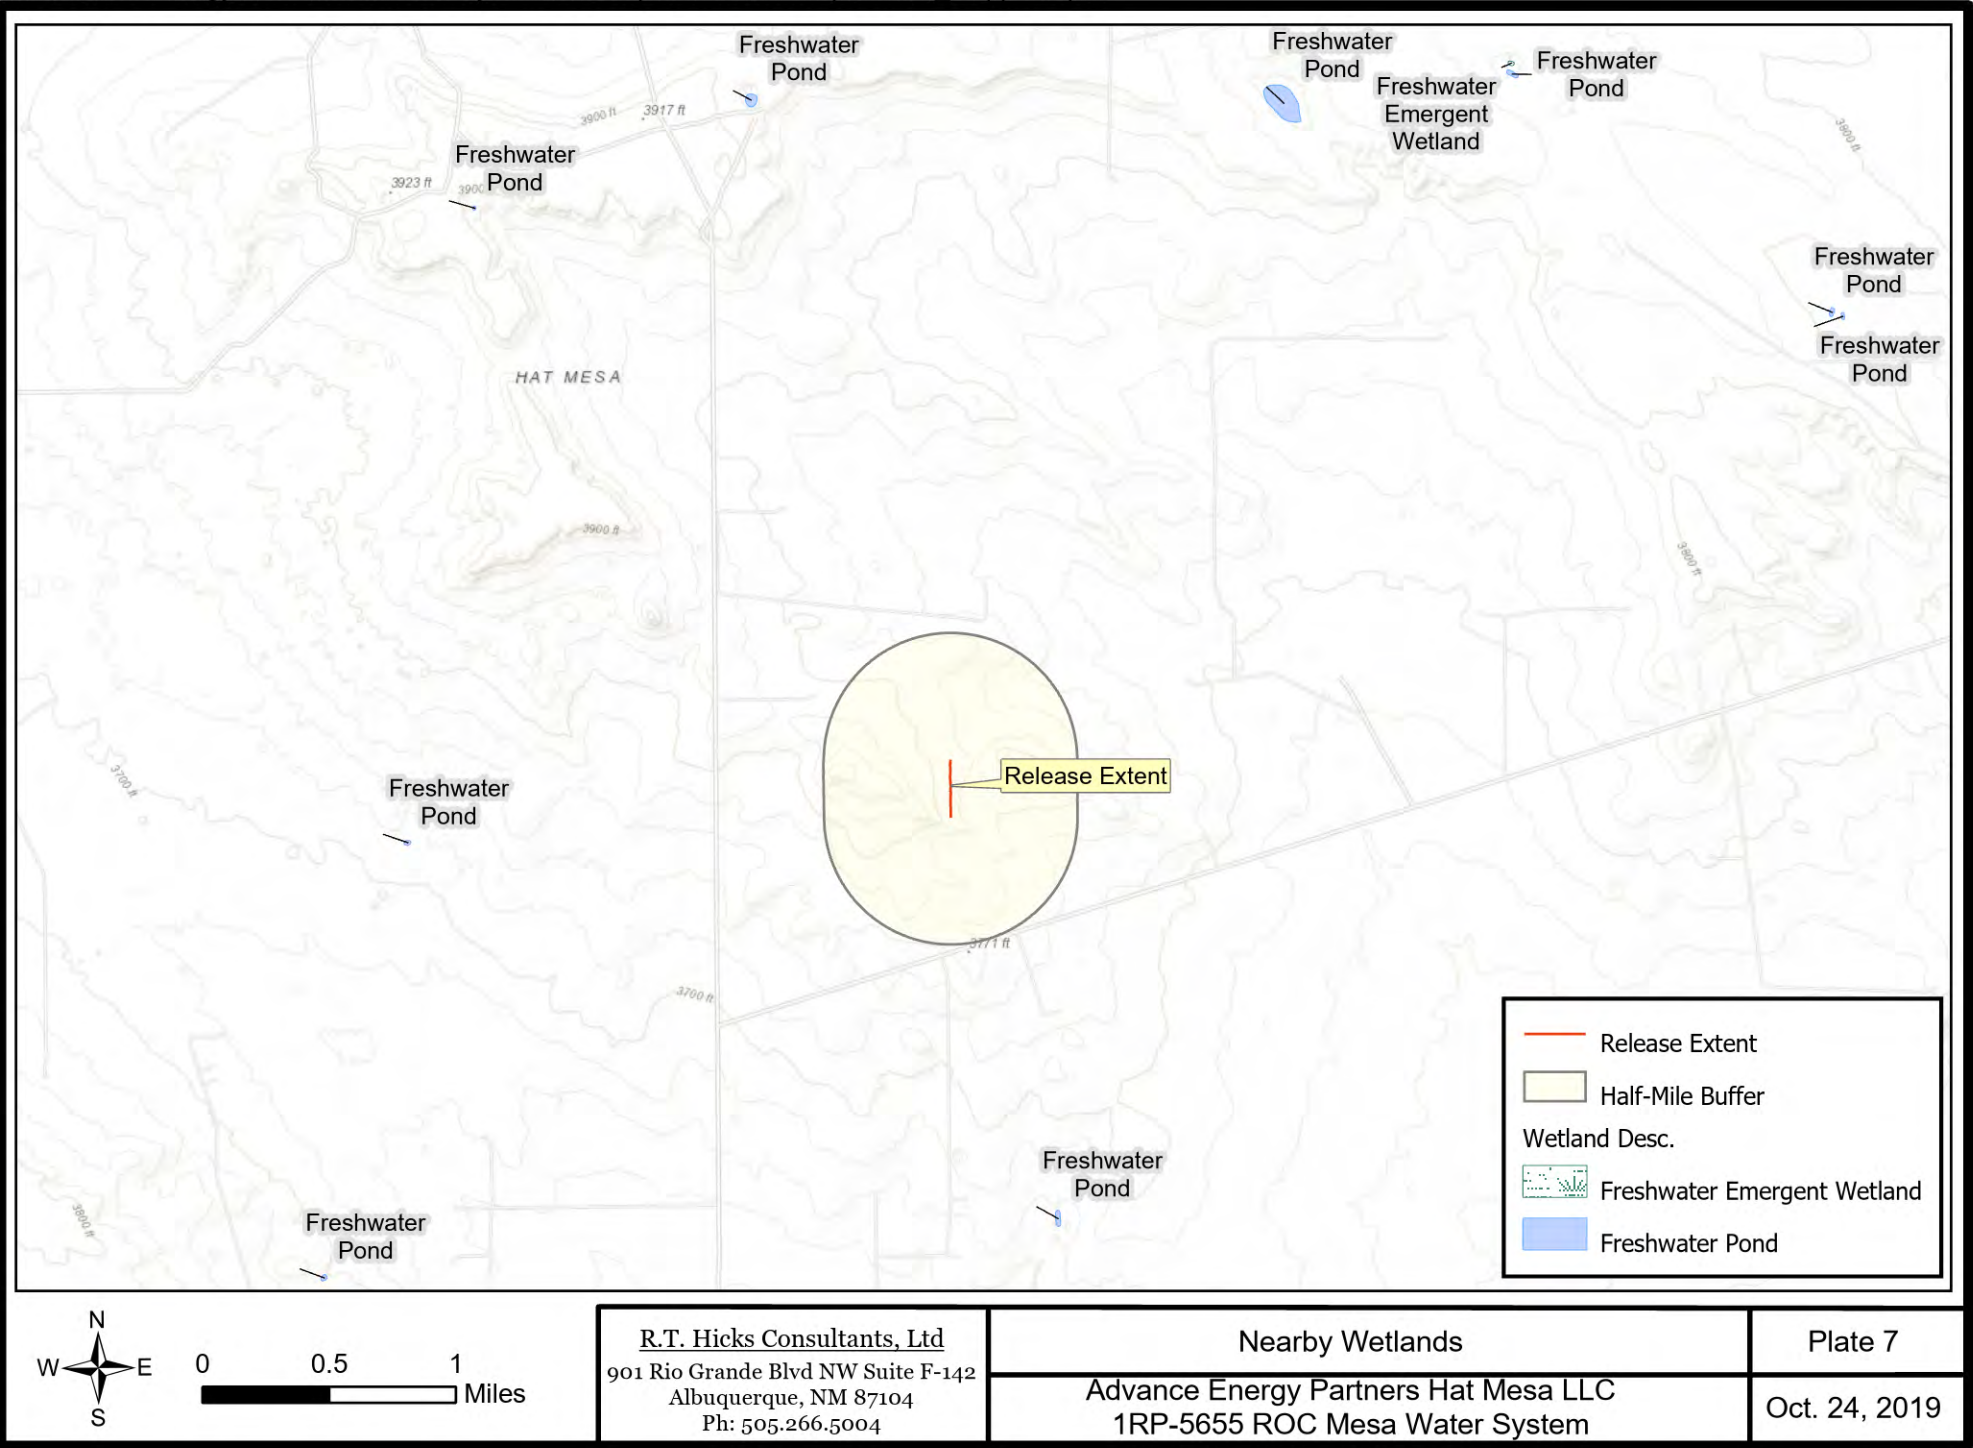 Freshwater
Pond
Freshwater
Pond
Freshwater
Emergent
Wetland
Freshwater
Pond
3900 ft
3917 ft
3800 ft
Freshwater
Pond
3923 ft
3900
Freshwater
Pond
Freshwater
Pond
HAT MESA
3900 ft
3800 ft
Release Extent
3700 ft
Freshwater
Pond
3771 ft
3700 ft
Freshwater
Pond
3800 ft
Freshwater
Pond
Release Extent
Half-Mile Buffer
Wetland Desc.
Freshwater Emergent Wetland
Freshwater Pond
N
W E
S
0 0.5 1
Miles
R.T. Hicks Consultants, Ltd
901 Rio Grande Blvd NW Suite F-142
Albuquerque, NM 87104
Ph: 505.266.5004
Nearby Wetlands
Advance Energy Partners Hat Mesa LLC
1RP-5655 ROC Mesa Water System
Plate 7
Oct. 24, 2019